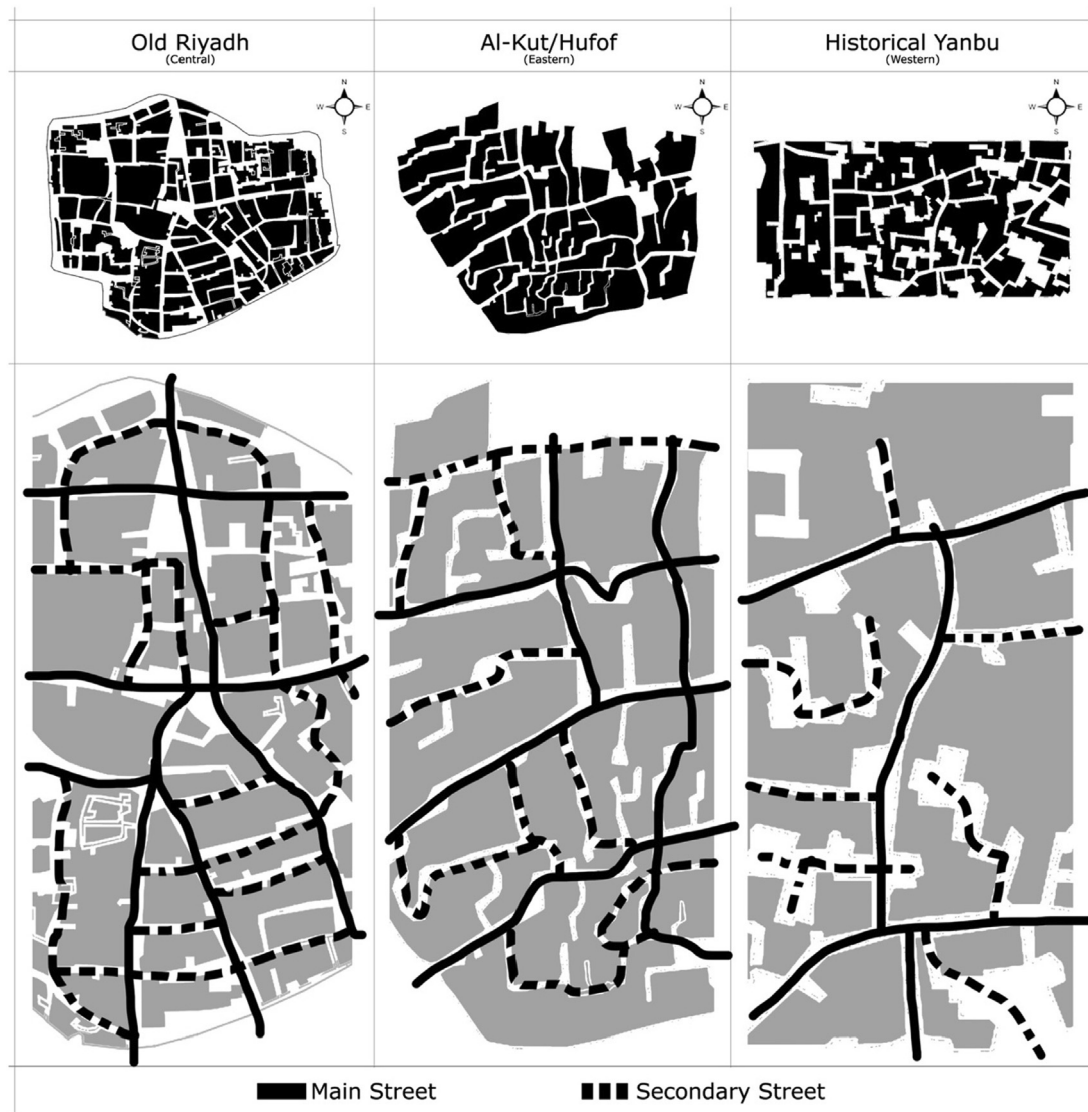 Old Riyadh
(Central)
Al-Kut/Hufof
(Eastern)
Historical Yanbu
(Western)
N
W E
S
N
W E
S
N
W E
S
Main Street
Secondary Street